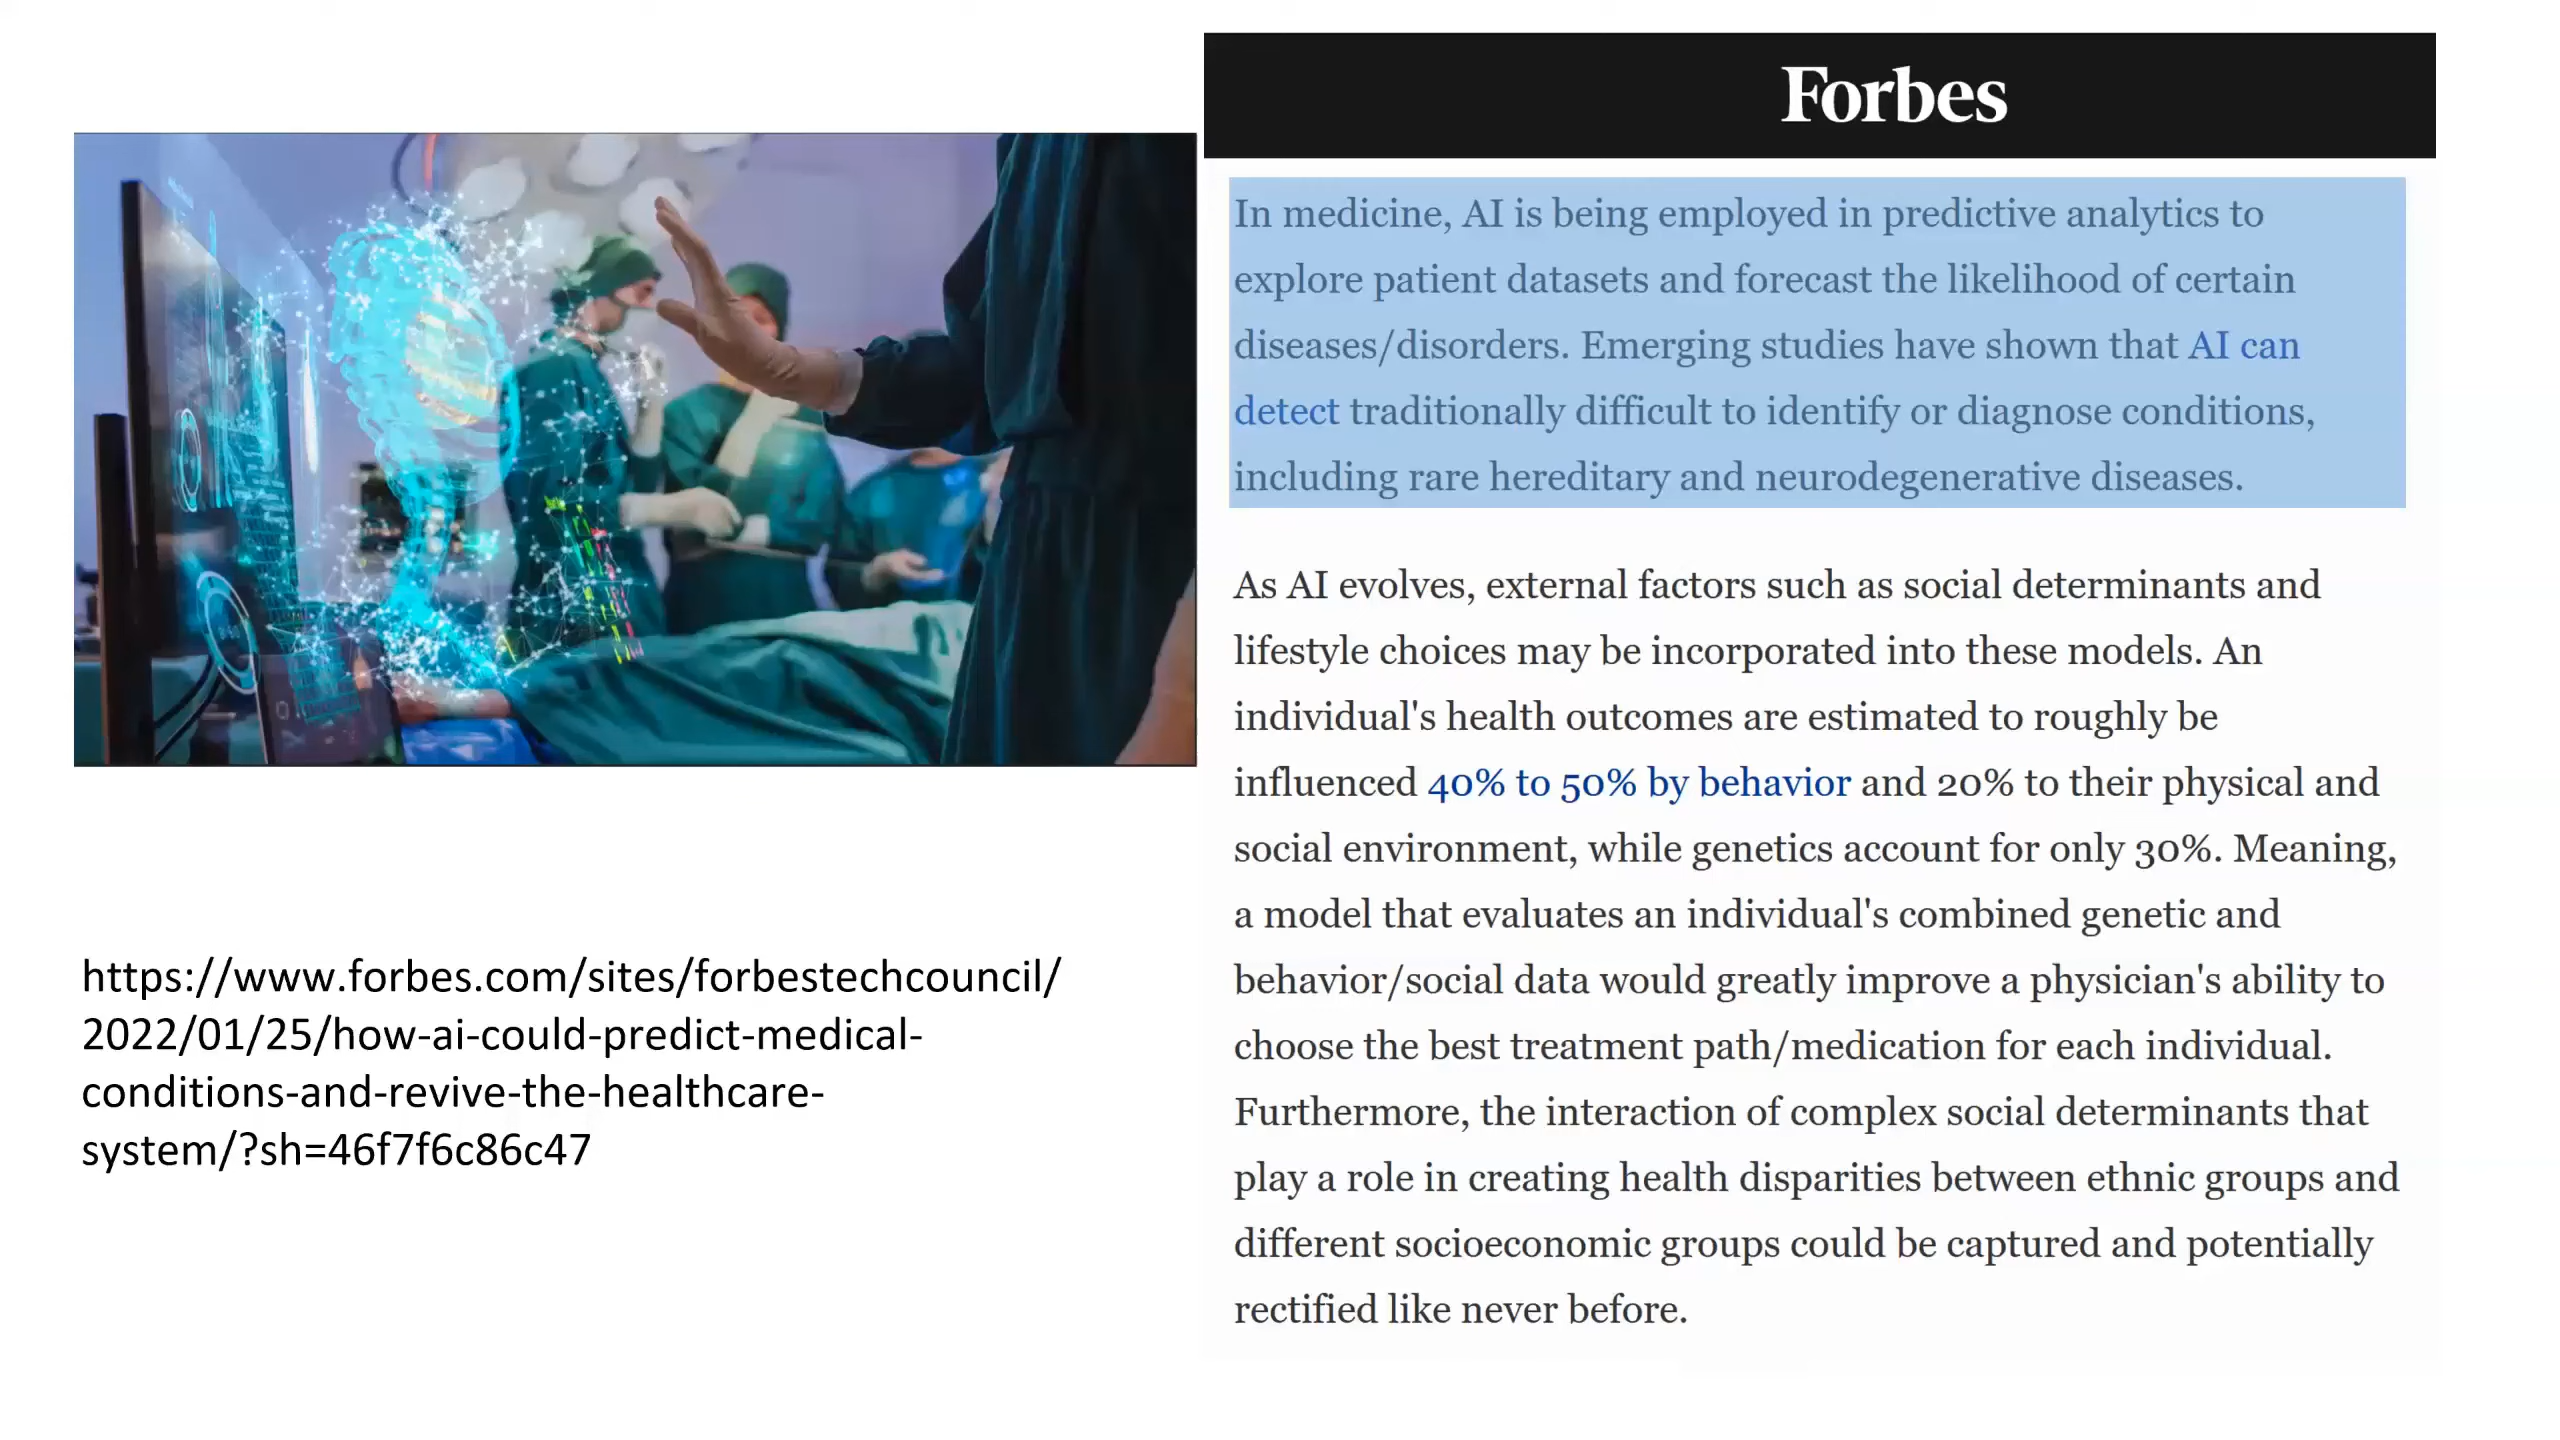 Forbes
In medicine, AI is being employed in predictive analytics to
explore patient datasets and forecast the likelihood of certain
diseases/disorders. Emerging studies have shown that AI can
detect traditionally difficult to identify or diagnose conditions,
including rare hereditary and neurodegenerative diseases.
As AI evolves, external factors such as social determinants and
lifestyle choices may be incorporated into these models. An
individual's health outcomes are estimated to roughly be
influenced 40% to 50% by behavior and 20% to their physical and
social environment, while genetics account for only 30%. Meaning,
a model that evaluates an individual's combined genetic and
behavior/social data would greatly improve a physician's ability to
choose the best treatment path/medication for each individual.
Furthermore, the interaction of complex social determinants that
play a role in creating health disparities between ethnic groups and
different socioeconomic groups could be captured and potentially
rectified like never before.
https://www.forbes.com/sites/forbestechcouncil/
2022/01/25/how-ai-could-predict-medical-
conditions-and-revive-the-healthcare-
system/?sh=46f7f6c86c47